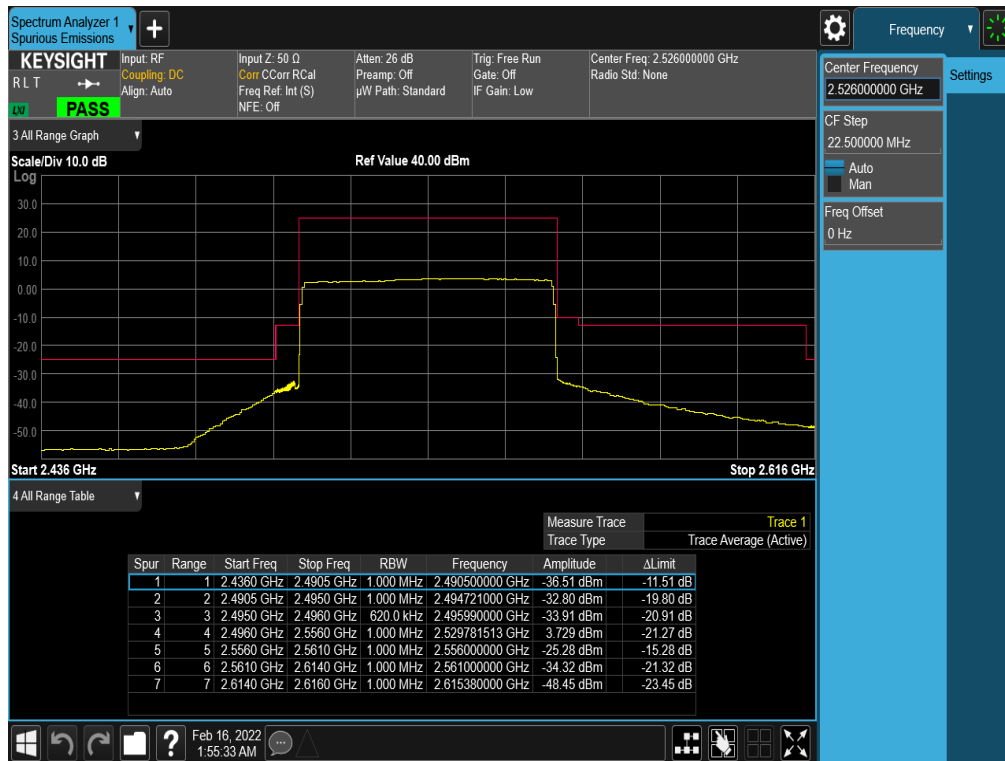 Spectrum Analyzer 1
Spurious Emissions
Frequency
KEYSIGHT
Input: RF
Input Z: 50 Ω
Atten: 26 dB
Trig: Free Run
Center Freq: 2.526000000 GHz
R L T
Coupling: DC
Corr CCorr RCal
Preamp: Off
Gate: Off
Radio Std: None
Align: Auto
Freq Ref: Int (S)
µW Path: Standard
IF Gain: Low
LXI
PASS
NFE: Off
Center Frequency
2.526000000 GHz
Settings
CF Step
22.500000 MHz
Auto
Man
Freq Offset
0 Hz
3 All Range Graph
Scale/Div 10.0 dB
Ref Value 40.00 dBm
Log
30.0
20.0
10.0
0.00
-10.0
-20.0
-30.0
-40.0
-50.0
Start 2.436 GHz
Stop 2.616 GHz
4 All Range Table
Measure Trace Trace 1
Trace Type Trace Average (Active)
Spur Range Start Freq Stop Freq RBW Frequency Amplitude ΔLimit
1 1 2.4360 GHz 2.4905 GHz 1.000 MHz 2.490500000 GHz -36.51 dBm -11.51 dB
2 2 2.4905 GHz 2.4950 GHz 1.000 MHz 2.494721000 GHz -32.80 dBm -19.80 dB
3 3 2.4950 GHz 2.4960 GHz 620.0 kHz 2.495990000 GHz -33.91 dBm -20.91 dB
4 4 2.4960 GHz 2.5560 GHz 1.000 MHz 2.529781513 GHz 3.729 dBm -21.27 dB
5 5 2.5560 GHz 2.5610 GHz 1.000 MHz 2.556000000 GHz -25.28 dBm -15.28 dB
6 6 2.5610 GHz 2.6140 GHz 1.000 MHz 2.561000000 GHz -34.32 dBm -21.32 dB
7 7 2.6140 GHz 2.6160 GHz 1.000 MHz 2.615380000 GHz -48.45 dBm -23.45 dB
Feb 16, 2022
1:55:33 AM